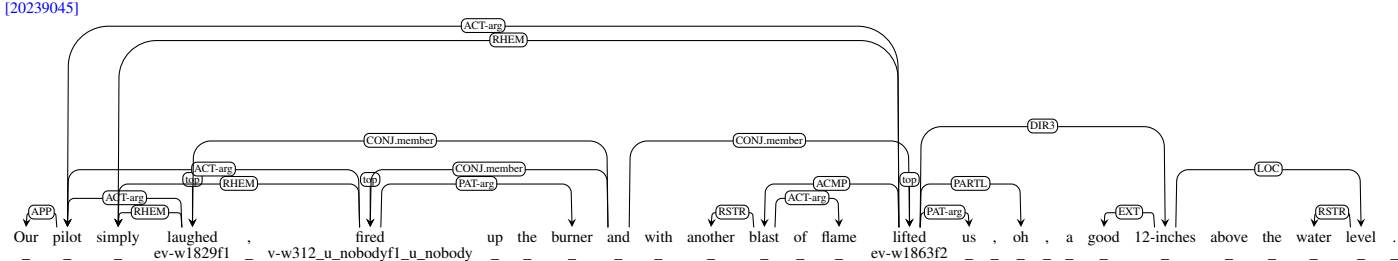 [20239045]
ACT-arg
RHEM
DIR3
CONJ.member CONJ.member
ACT-arg CONJ.member LOC
top RHEM top PAT-arg ACMP top PARTL
ACT-arg ACT-arg
APP RHEM RSTR PAT-arg EXT RSTR
Our pilot simply laughed , fired up the burner and with another blast of flame lifted us , oh , a good 12-inches above the water level .
_ _ _ ev-w1829f1 _ v-w312_u_nobodyf1_u_nobody _ _ _ _ _ _ _ _ _ ev-w1863f2 _ _ _ _ _ _ _ _ _ _ _ _